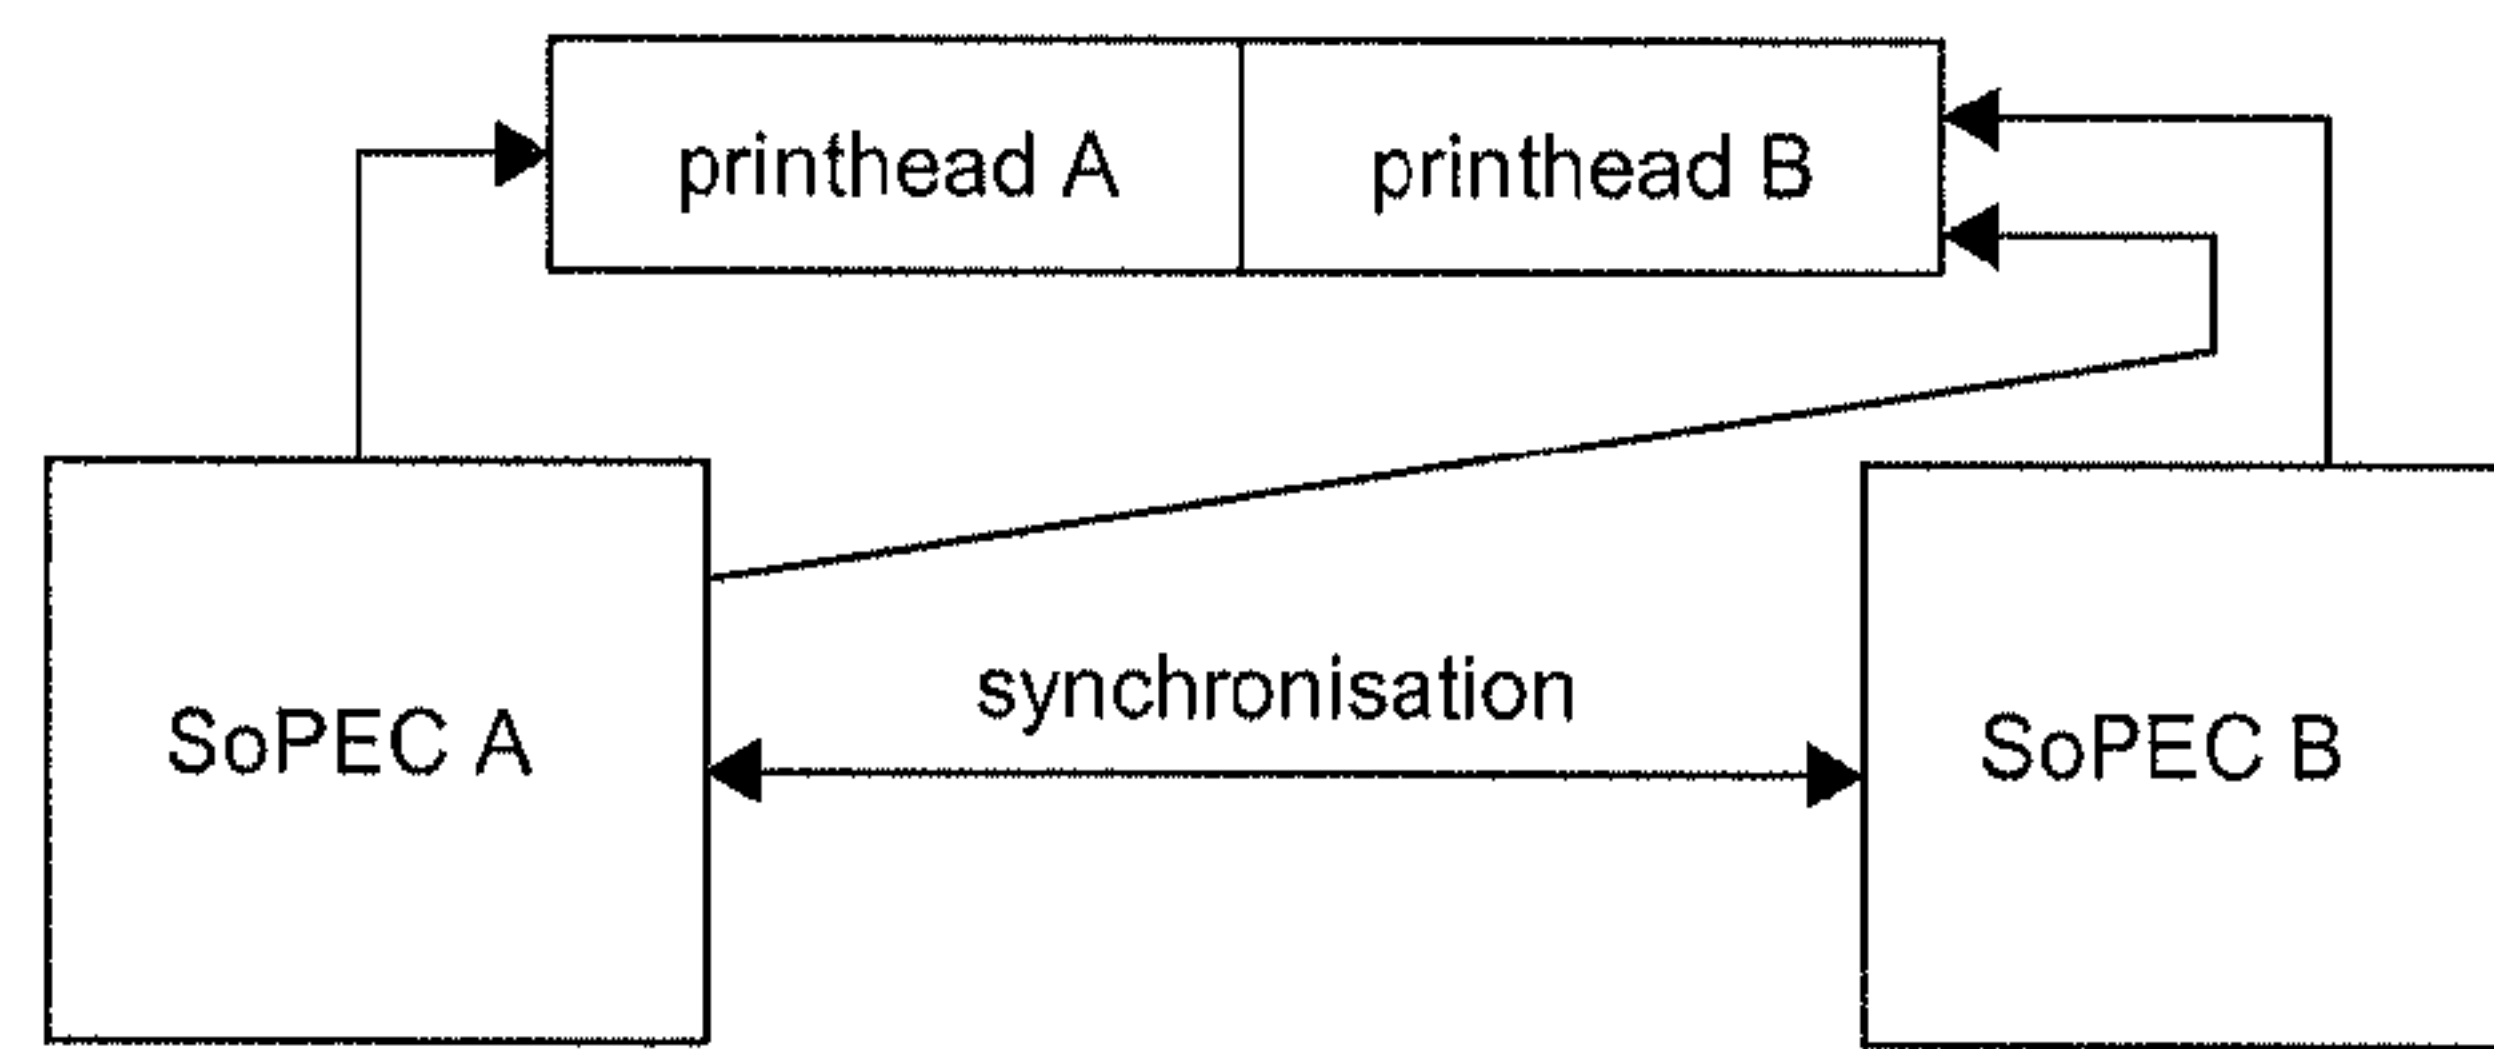 printhead A
printhead B
synchronisation
SoPEC A
SoPEC B